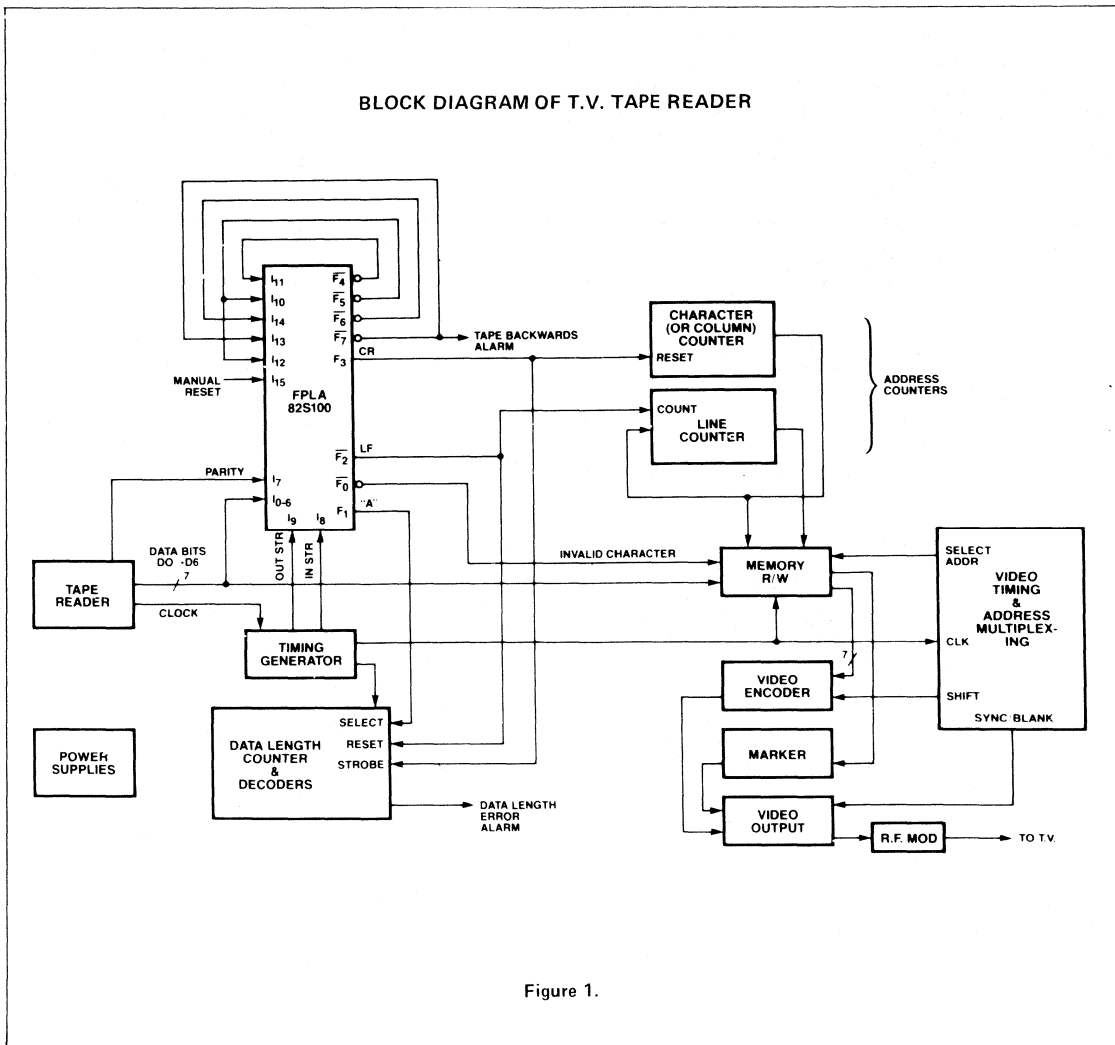 BLOCK DIAGRAM OF T.V. TAPE READER
I11
I10
I14
I13
I12
I15
MANUAL
RESET
FPLA
82S100
F4
F5
F6
F7
F3
CR
TAPE BACKWARDS
ALARM
F2
LF
F0
F1
"A"
PARITY
I7
I0-6
I9
I8
OUT STR
IN STR
CHARACTER
(OR COLUMN)
COUNTER
RESET
COUNT
LINE
COUNTER
ADDRESS
COUNTERS
TAPE
READER
DATA BITS
DO -D6
7
CLOCK
TIMING
GENERATOR
INVALID CHARACTER
MEMORY
R/W
SELECT
ADDR
VIDEO
TIMING
&
ADDRESS
MULTIPLEX-
ING
CLK
SHIFT
SYNC BLANK
7
VIDEO
ENCODER
MARKER
VIDEO
OUTPUT
R.F. MOD
TO T.V.
POWER
SUPPLIES
DATA LENGTH
COUNTER
&
DECODERS
SELECT
RESET
STROBE
DATA LENGTH
ERROR
ALARM
Figure 1.